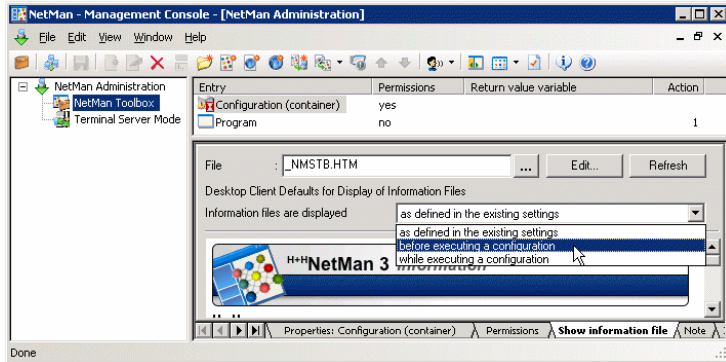 NetMan - Management Console - [NetMan Administration]
File Edit View Window Help
NetMan Administration
NetMan Toolbox
Terminal Server Mode
Entry Permissions Return value variable Action
Configuration (container) yes
Program no 1
File : _NMSTB.HTM ... Edit... Refresh
Desktop Client Defaults for Display of Information Files
Information files are displayed as defined in the existing settings
as defined in the existing settings
before executing a configuration
while executing a configuration
H+H NetMan 3 Information
Properties: Configuration (container) Permissions Show information file Note
Done